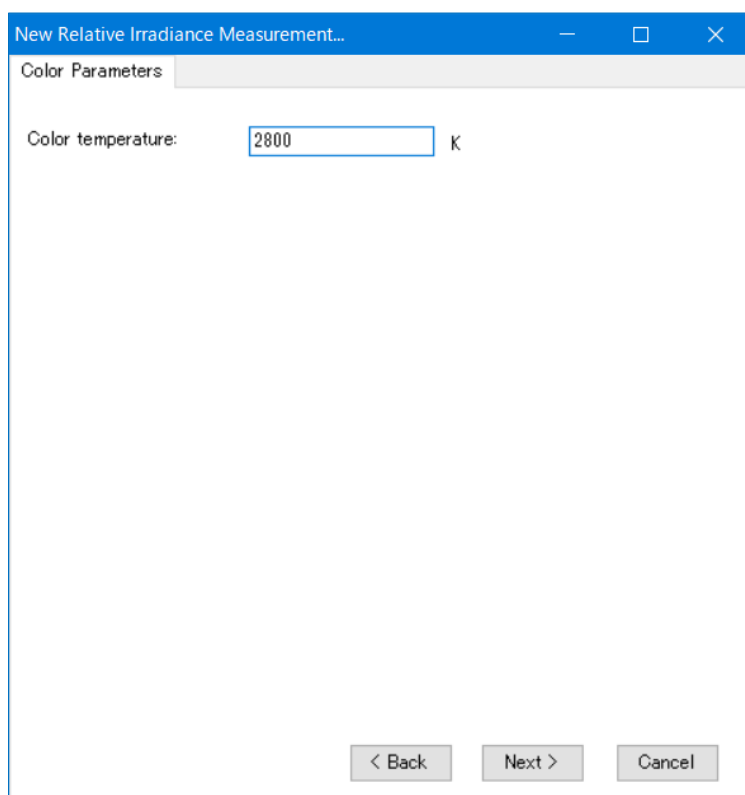 New Relative Irradiance Measurement...
Color Parameters
Color temperature: 2800 K
< Back Next > Cancel